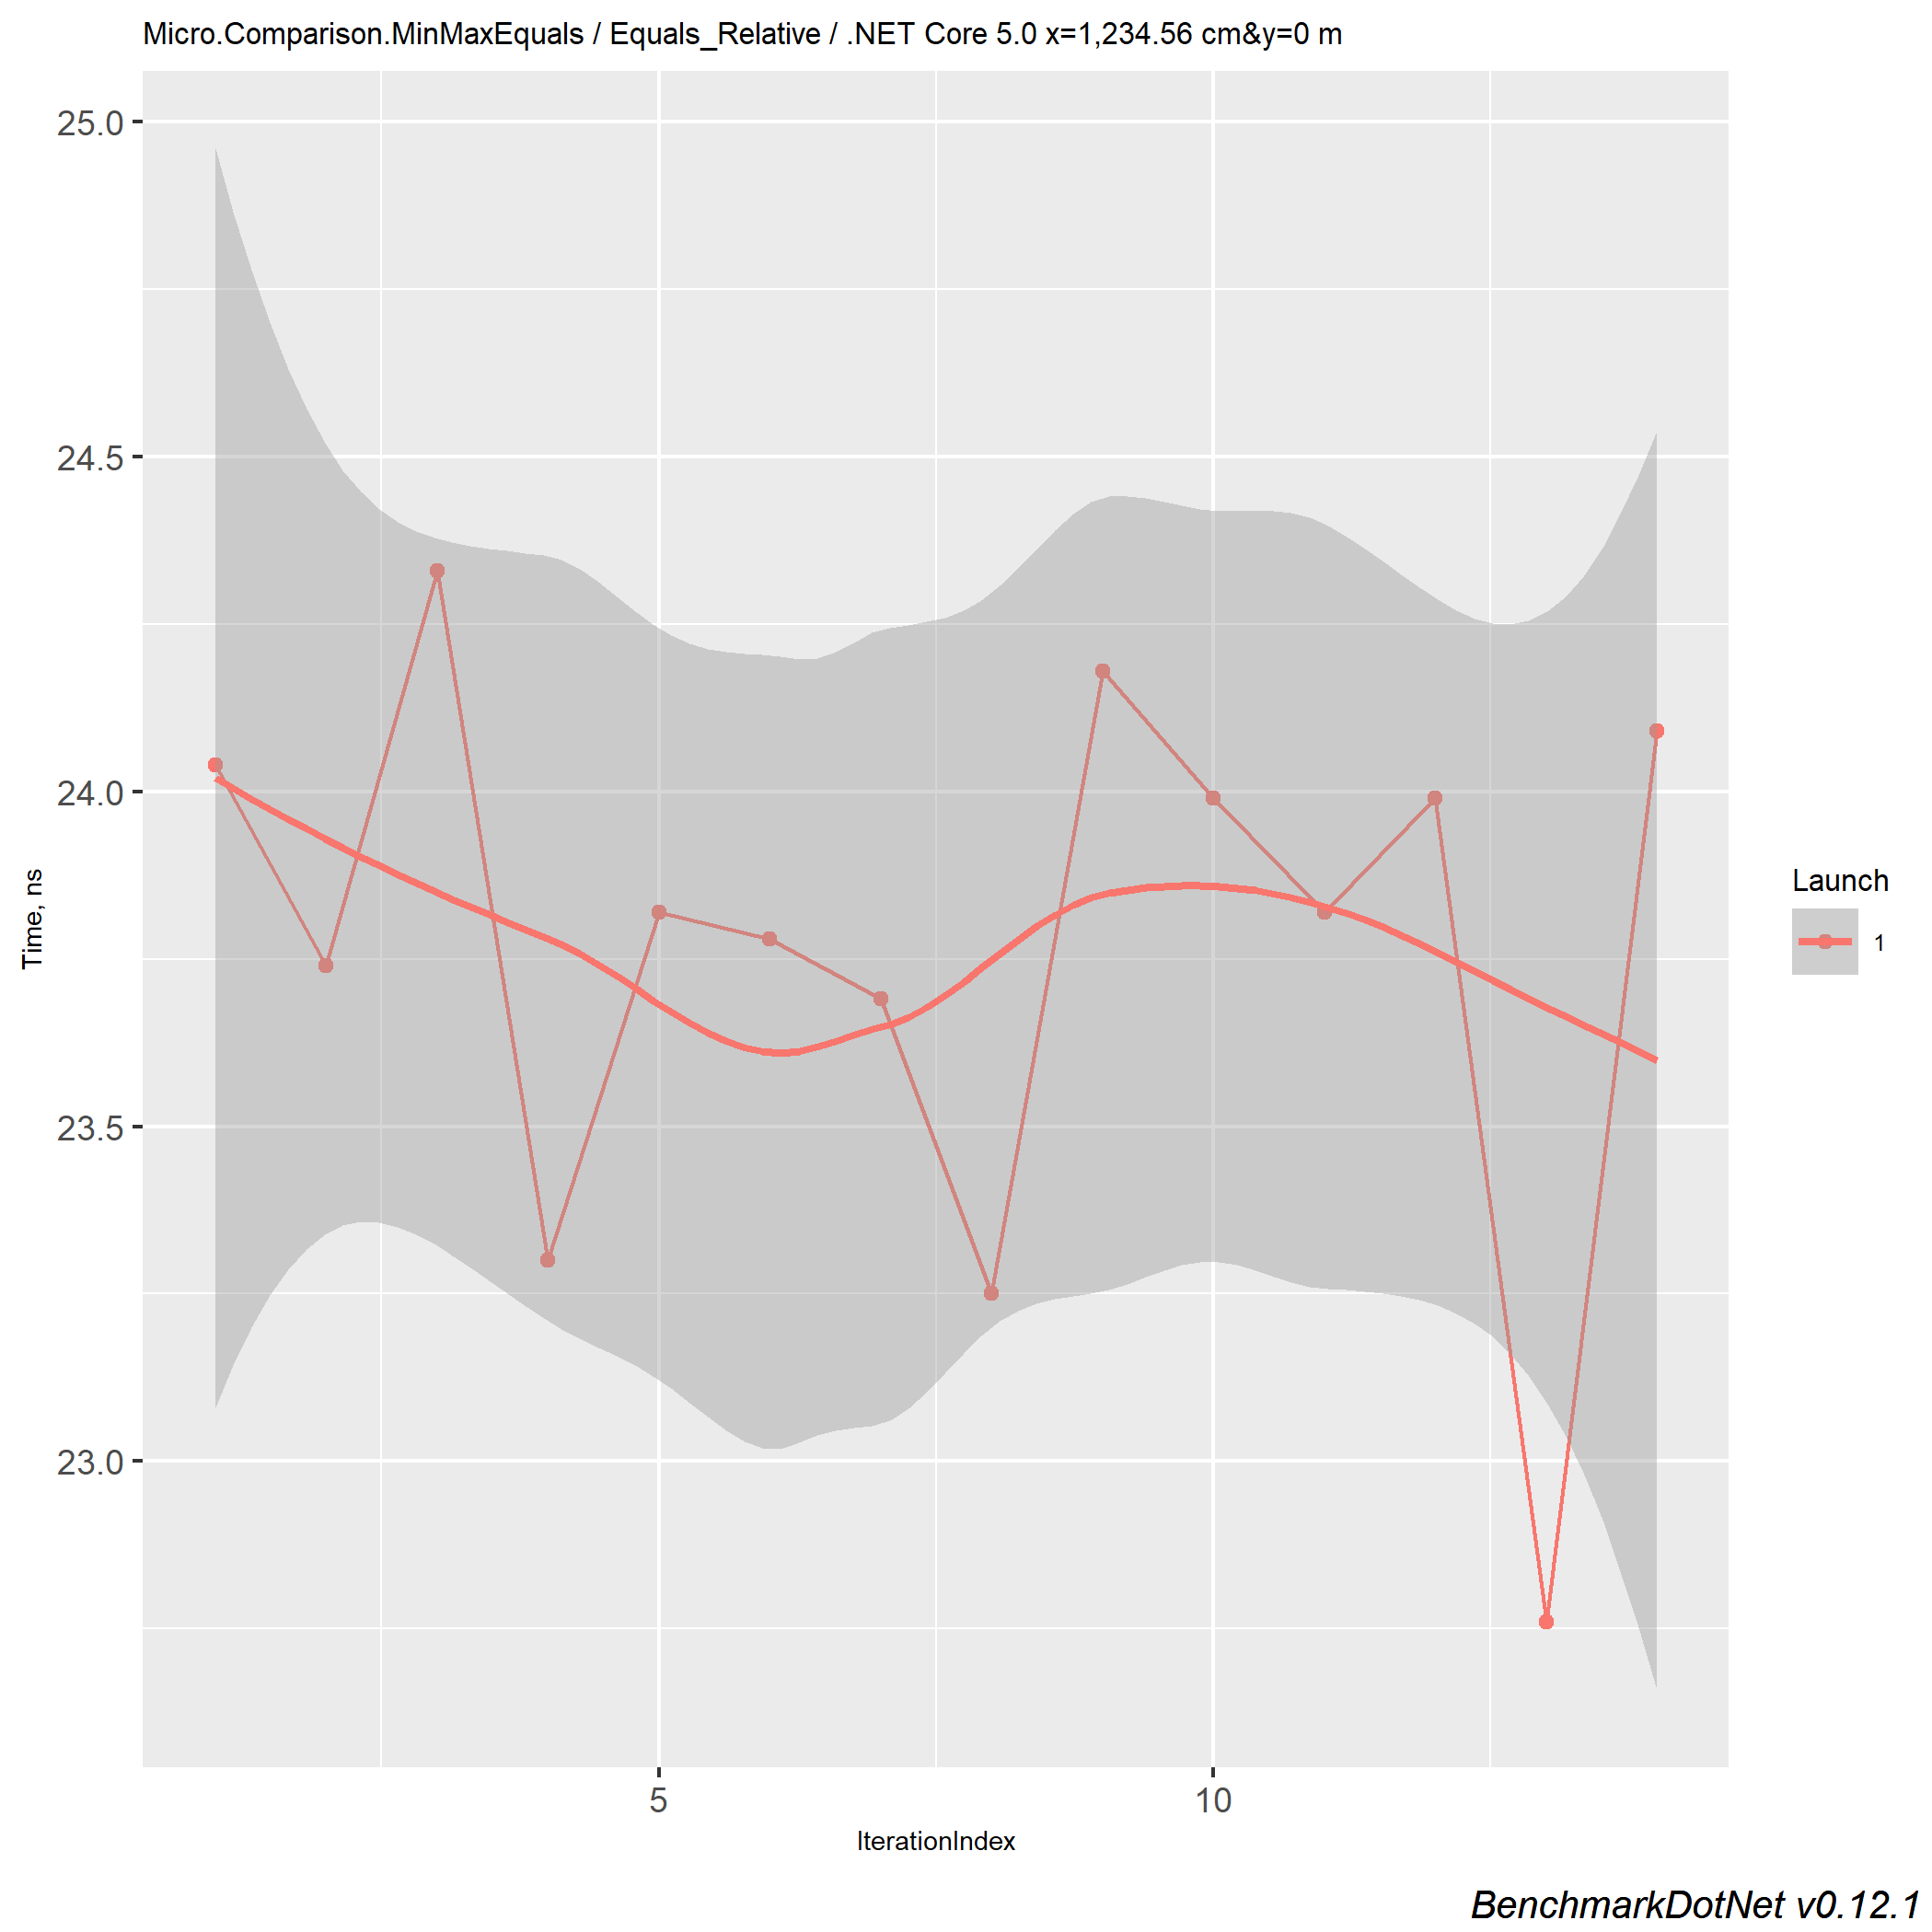 Micro.Comparison.MinMaxEquals / Equals_Relative / .NET Core 5.0 x=1,234.56 cm&y=0 m
25.0
24.5
24.0
23.5
23.0
Time, ns
5
10
IterationIndex
Launch
1
BenchmarkDotNet v0.12.1